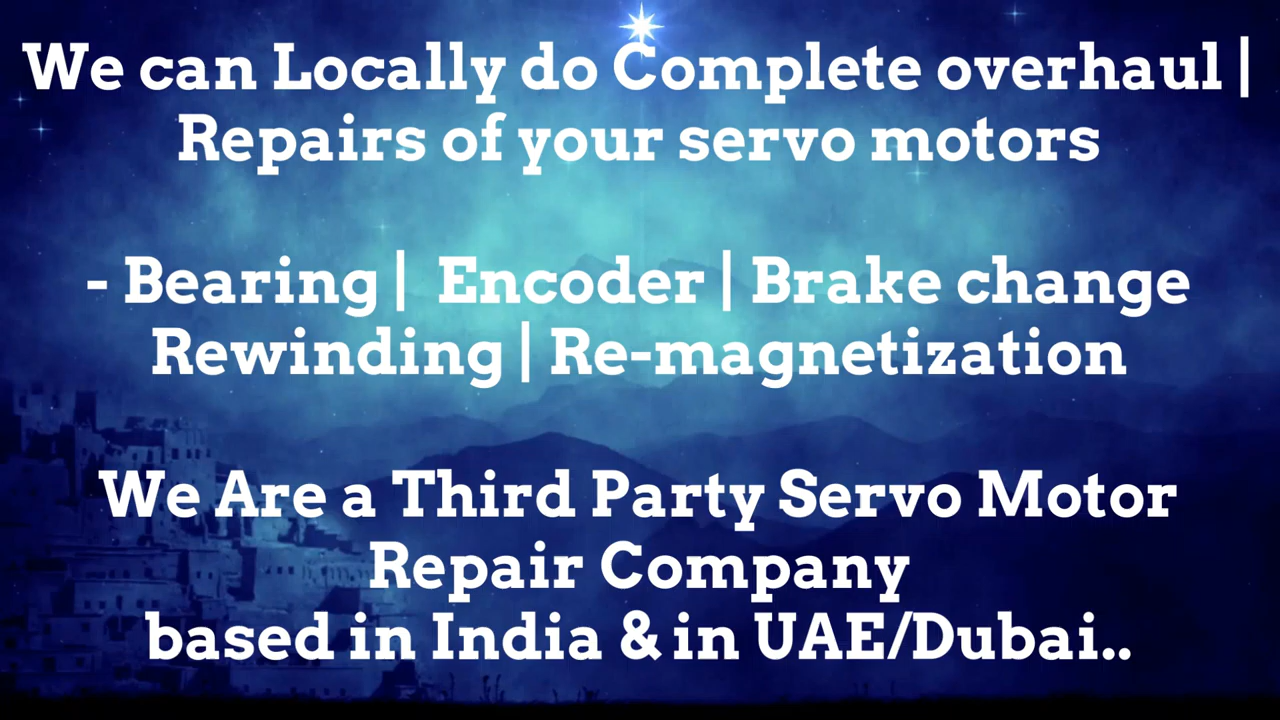 We can Locally do Complete overhaul |
Repairs of your servo motors
- Bearing | Encoder | Brake change
Rewinding | Re-magnetization
We Are a Third Party Servo Motor
Repair Company
based in India & in UAE/Dubai..